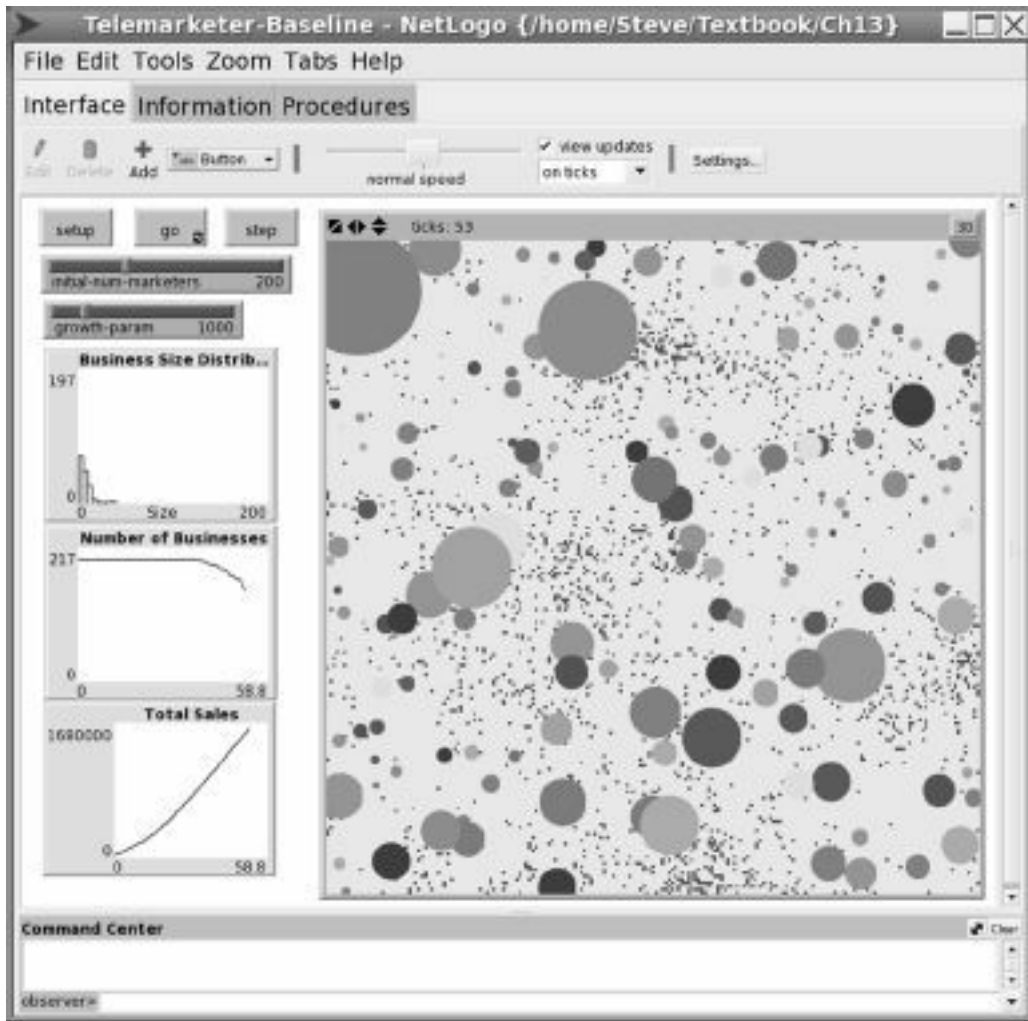 Telemarketer-Baseline - NetLogo {/home/Steve/Textbook/Ch13}
File Edit Tools Zoom Tabs Help
Interface Information Procedures
Edit Delete Add Button normal speed view updates on ticks Settings...
setup go step
ticks: 53 3D
initial-num-marketers 200
growth-param 1000
Business Size Distrib...
197
0
0 Size 200
Number of Businesses
217
0
0 58.8
Total Sales
1680000
0
0 58.8
Command Center Clear
observer>